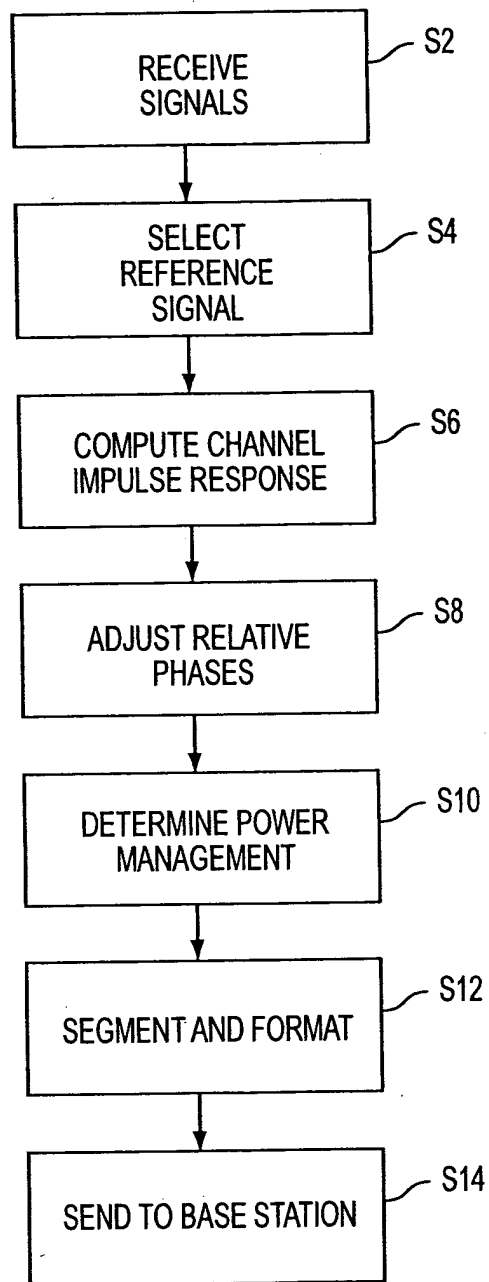 RECEIVE
SIGNALS
S2
SELECT
REFERENCE
SIGNAL
S4
COMPUTE CHANNEL
IMPULSE RESPONSE
S6
ADJUST RELATIVE
PHASES
S8
DETERMINE POWER
MANAGEMENT
S10
SEGMENT AND FORMAT
S12
SEND TO BASE STATION
S14